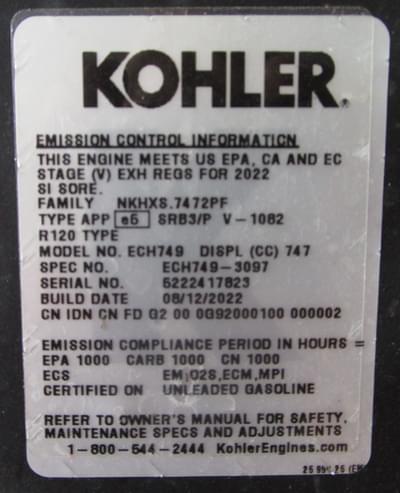 KOHLER®
EMISSION CONTROL INFORMATION
THIS ENGINE MEETS US EPA, CA AND EC
STAGE (V) EXH REGS FOR 2022
SI SORE.
FAMILY NKHXS.7472PF
TYPE APP e5 SRB3/P V-1082
R120 TYPE
MODEL NO. ECH749 DISPL (CC) 747
SPEC NO. ECH749-3097
SERIAL NO. 5222417823
BUILD DATE 08/12/2022
CN IDN CN FD G2 00 0G92000100 000002
EMISSION COMPLIANCE PERIOD IN HOURS =
EPA 1000 CARB 1000 CN 1000
ECS EM,O2S,ECM,MPI
CERTIFIED ON UNLEADED GASOLINE
REFER TO OWNER'S MANUAL FOR SAFETY,
MAINTENANCE SPECS AND ADJUSTMENTS
1-800-544-2444 KohlerEngines.com